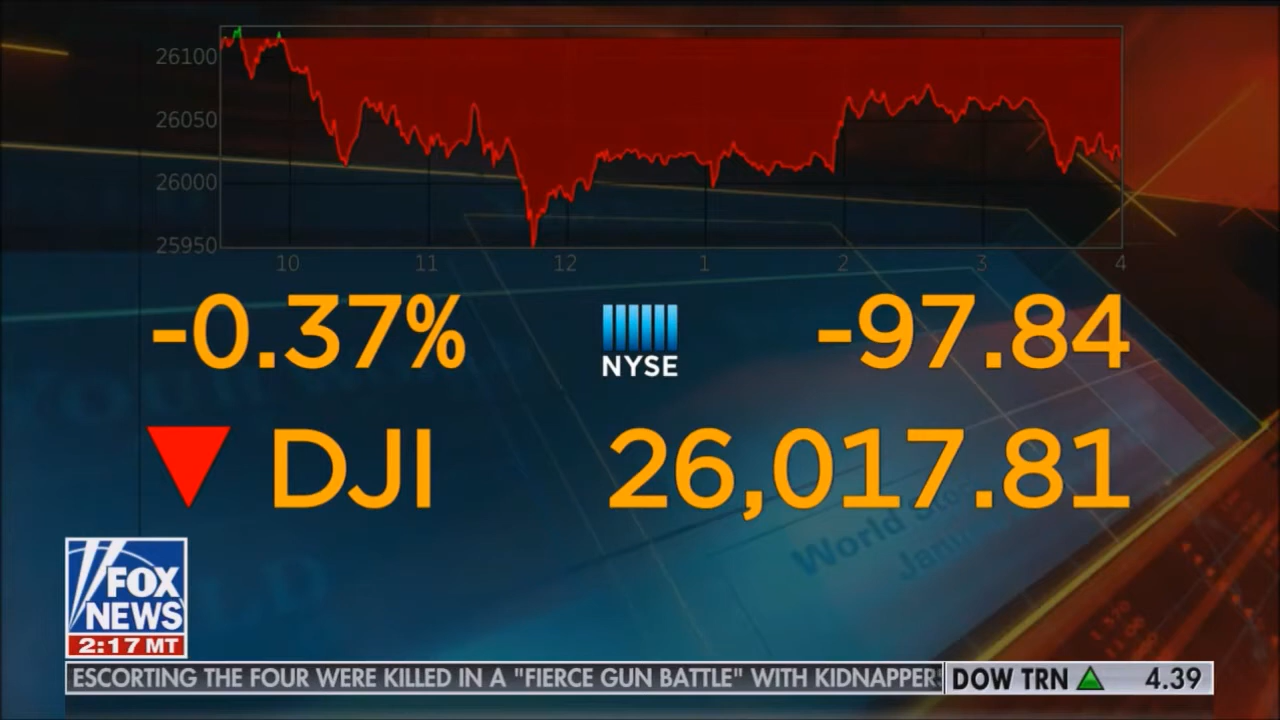 26100
26050
26000
25950
10 11 12 1 2 3 4
-0.37% NYSE -97.84
DJI 26,017.81
World
FOX
NEWS
2:17 MT
ESCORTING THE FOUR WERE KILLED IN A "FIERCE GUN BATTLE" WITH KIDNAPPER
DOW TRN 4.39